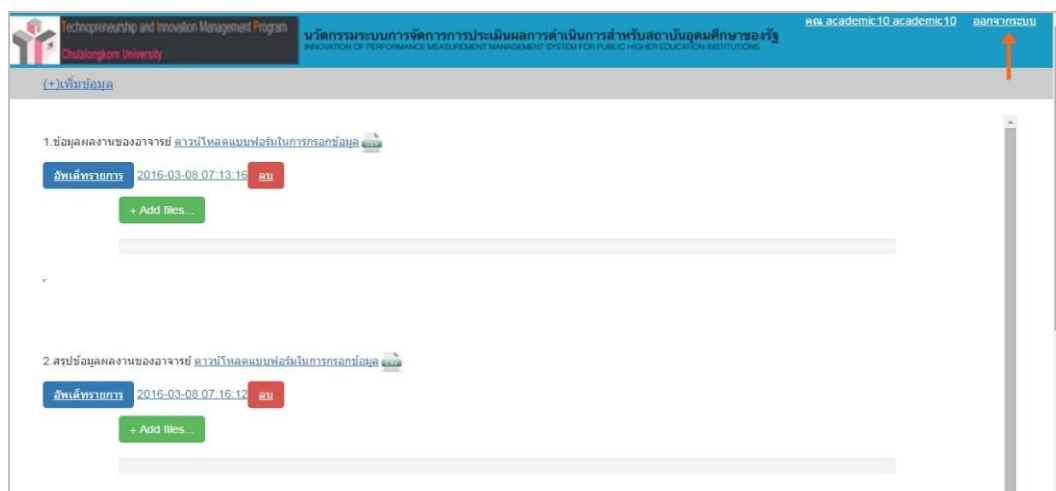 Technopreneurship and Innovation Management Program
Chulalongkorn University
นวัตกรรมระบบการจัดการการประเมินผลการดำเนินการสำหรับสถาบันอุดมศึกษาของรัฐ
INNOVATION OF PERFORMANCE MEASUREMENT MANAGEMENT SYSTEM FOR PUBLIC HIGHER EDUCATION INSTITUTIONS
คุณ academic10 academic10 ออกจากระบบ
(+)เพิ่มข้อมูล
1.ข้อมูลผลงานของอาจารย์ ดาวน์โหลดแบบฟอร์มในการกรอกข้อมูล CSV
อัพเด็ทรายการ 2016-03-08 07:13:16 ลบ
+ Add files...
2.สรุปข้อมูลผลงานของอาจารย์ ดาวน์โหลดแบบฟอร์มในการกรอกข้อมูล CSV
อัพเด็ทรายการ 2016-03-08 07:16:12 ลบ
+ Add files...